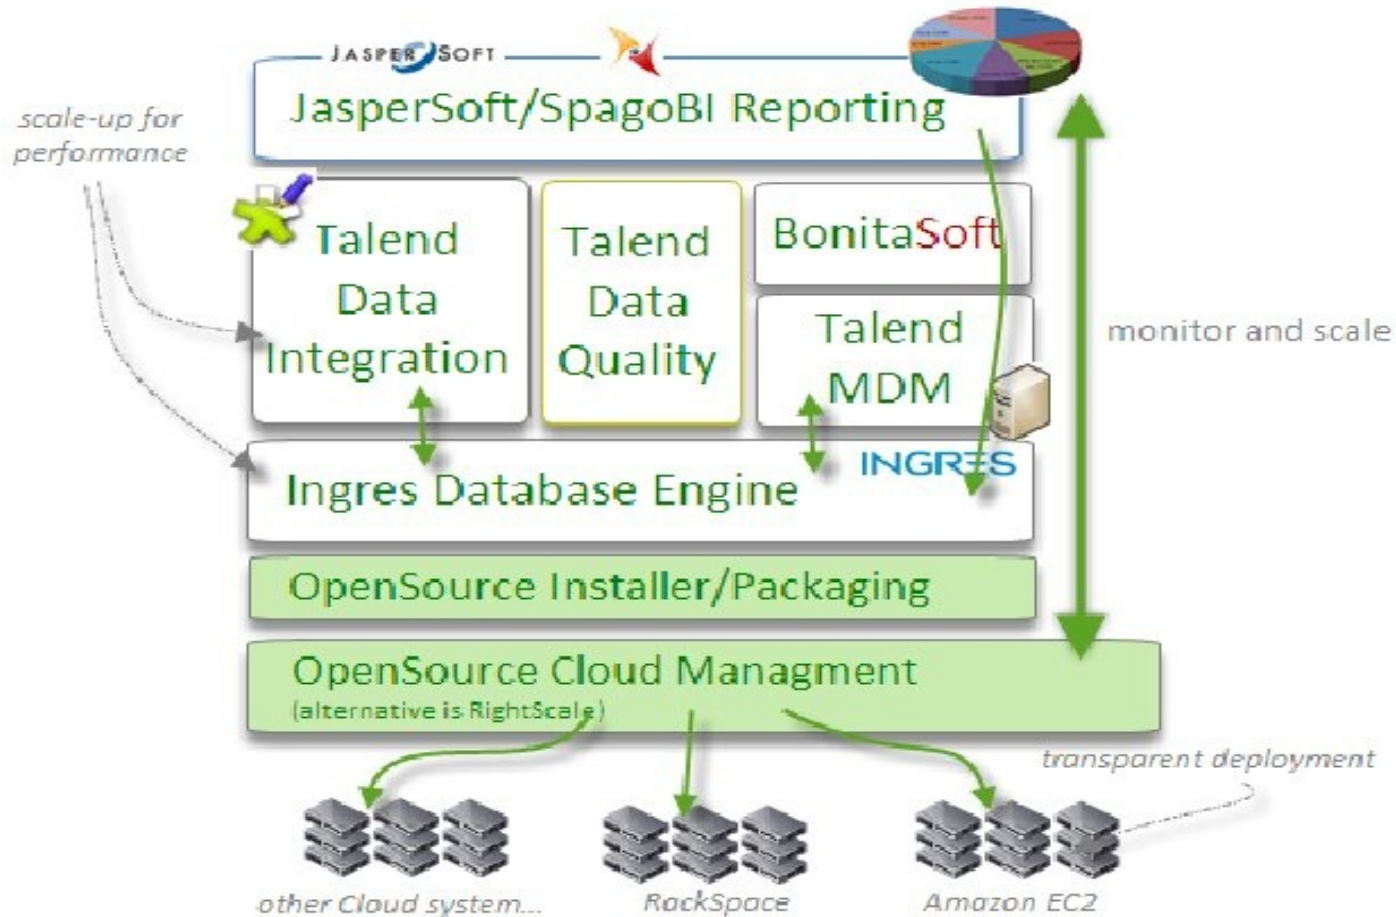 JASPERSOFT
JasperSoft/SpagoBI Reporting
scale-up for
performance
Talend
Data
Integration
Talend
Data
Quality
BonitaSoft
Talend
MDM
monitor and scale
INGRES
Ingres Database Engine
OpenSource Installer/Packaging
OpenSource Cloud Managment
(alternative is RightScale)
transparent deployment
other Cloud system...
RackSpace
Amazon EC2